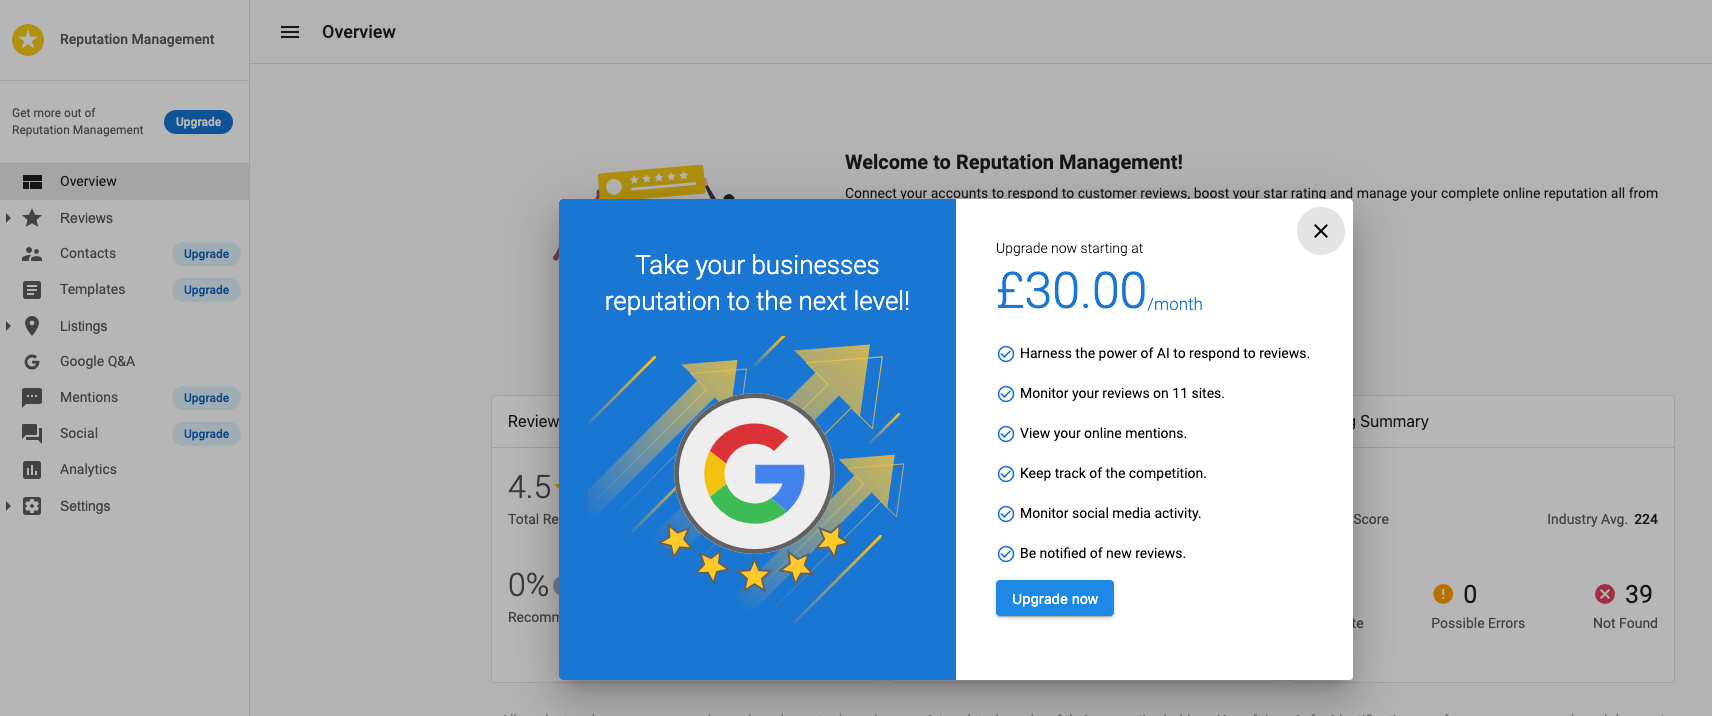 Reputation Management
Overview
Get more out of
Reputation Management
Upgrade
Overview
Reviews
Contacts
Upgrade
Templates
Upgrade
Listings
Google Q&A
Mentions
Upgrade
Social
Upgrade
Analytics
Settings
Welcome to Reputation Management!
Connect your accounts to respond to customer reviews, boost your star rating and manage your complete online reputation all from
Take your businesses
reputation to the next level!
Upgrade now starting at
£30.00/month
Harness the power of AI to respond to reviews.
Monitor your reviews on 11 sites.
View your online mentions.
Keep track of the competition.
Monitor social media activity.
Be notified of new reviews.
Upgrade now
Review
4.5
Total Re
0%
Recomm
g Summary
Score
Industry Avg. 224
te
0
Possible Errors
39
Not Found